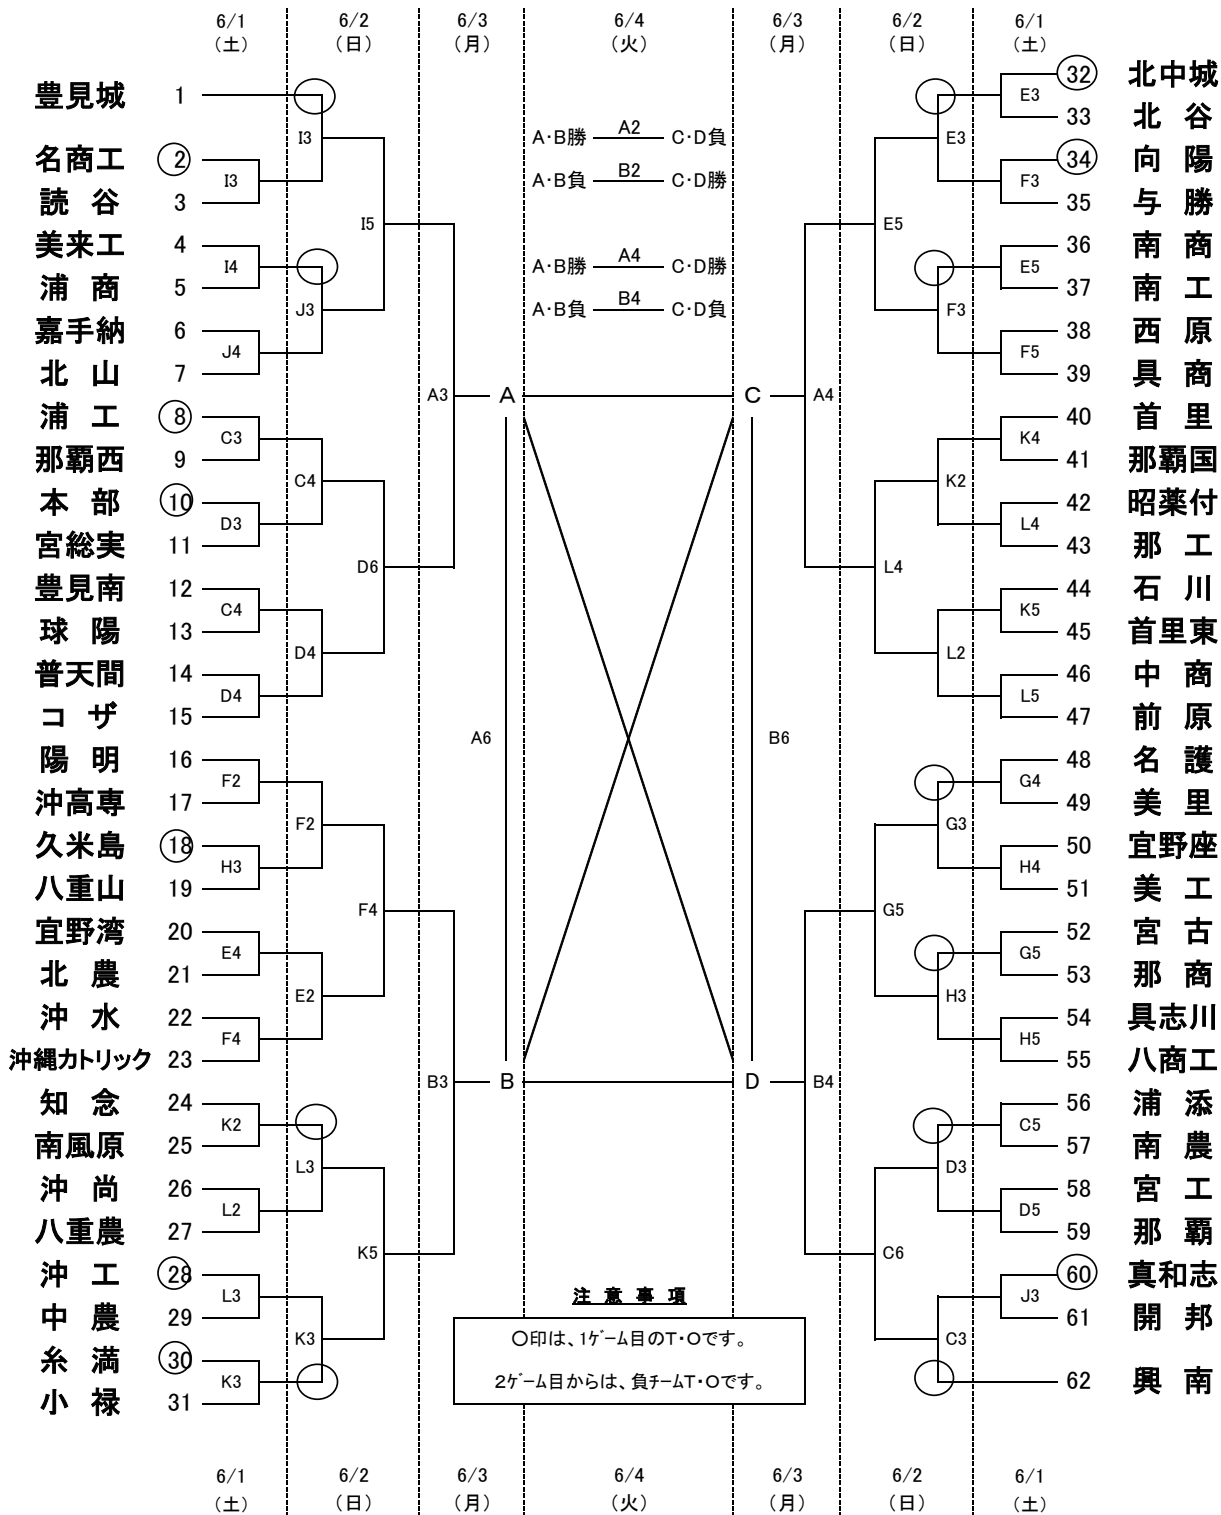 6/1 6/2 6/3 6/4 6/3 6/2 6/1
(土) (日) (月) (火) (月) (日) (土)
豊見城 1
名商工 2
読谷 3
美来工 4
浦商 5
嘉手納 6
北山 7
浦工 8
那覇西 9
本部 10
宮総実 11
豊見南 12
球陽 13
普天間 14
コザ 15
陽明 16
沖高専 17
久米島 18
八重山 19
宜野湾 20
北農 21
沖水 22
沖縄カトリック 23
知念 24
南風原 25
沖尚 26
八重農 27
沖工 28
中農 29
糸満 30
小禄 31
I3
I4
J4
C3
D3
C4
D4
F2
H3
E4
F4
K2
L2
L3
K3
I3
J3
C4
D4
F2
E2
L3
K3
I5
D6
F4
K5
A3
B3
A・B勝 A2 C・D負
A・B負 B2 C・D勝
A・B勝 A4 C・D勝
A・B負 B4 C・D負
A C
A6 B6
B D
注意事項
〇印は、1ゲーム目のT・Oです。
2ゲーム目からは、負チームT・Oです。
A4
B4
E5
L4
G5
C6
E3
F3
K2
L2
G3
H3
D3
C3
E3
F3
E5
F5
K4
L4
K5
L5
G4
H4
G5
H5
C5
D5
J3
32 北中城
33 北谷
34 向陽
35 与勝
36 南商
37 南工
38 西原
39 具商
40 首里
41 那覇国
42 昭薬付
43 那工
44 石川
45 首里東
46 中商
47 前原
48 名護
49 美里
50 宜野座
51 美工
52 宮古
53 那商
54 具志川
55 八商工
56 浦添
57 南農
58 宮工
59 那覇
60 真和志
61 開邦
62 興南
6/1 6/2 6/3 6/4 6/3 6/2 6/1
(土) (日) (月) (火) (月) (日) (土)